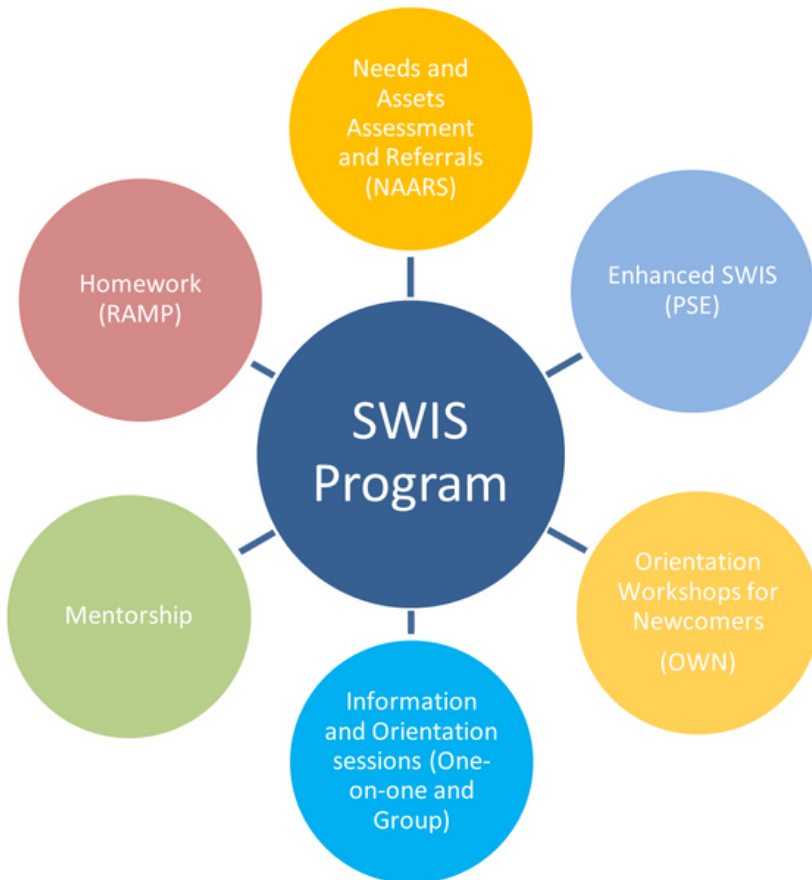 Needs and
Assets
Assessment
and Referrals
(NAARS)
Enhanced SWIS
(PSE)
Orientation
Workshops for
Newcomers
(OWN)
Information
and Orientation
sessions (One-
on-one and
Group)
Mentorship
Homework
(RAMP)
SWIS
Program